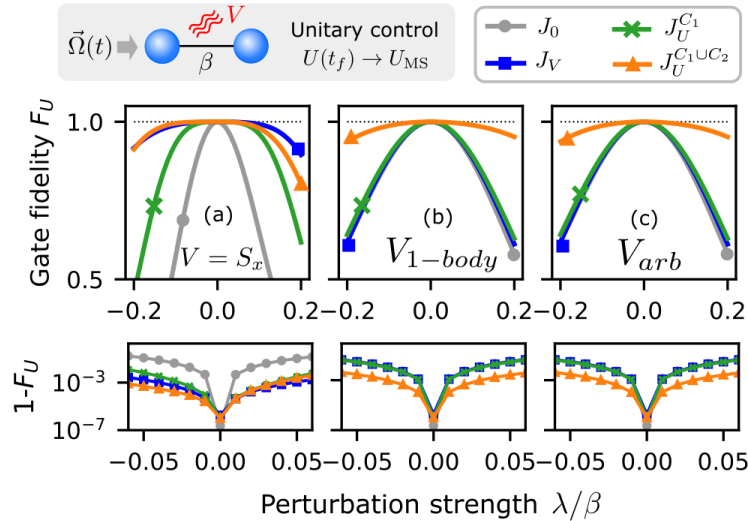 V
Ω⃗(t)
β
Unitary control
U(t_f) → U_MS
J_0
J_V
J_U^{C_1}
J_U^{C_1∪C_2}
Gate fidelity F_U
1.0
0.5
(a)
V = S_x
(b)
V_{1−body}
(c)
V_{arb}
−0.2 0.0 0.2
−0.2 0.0 0.2
−0.2 0.0 0.2
1-F_U
10^{−3}
10^{−7}
−0.05 0.00 0.05
−0.05 0.00 0.05
−0.05 0.00 0.05
Perturbation strength λ/β